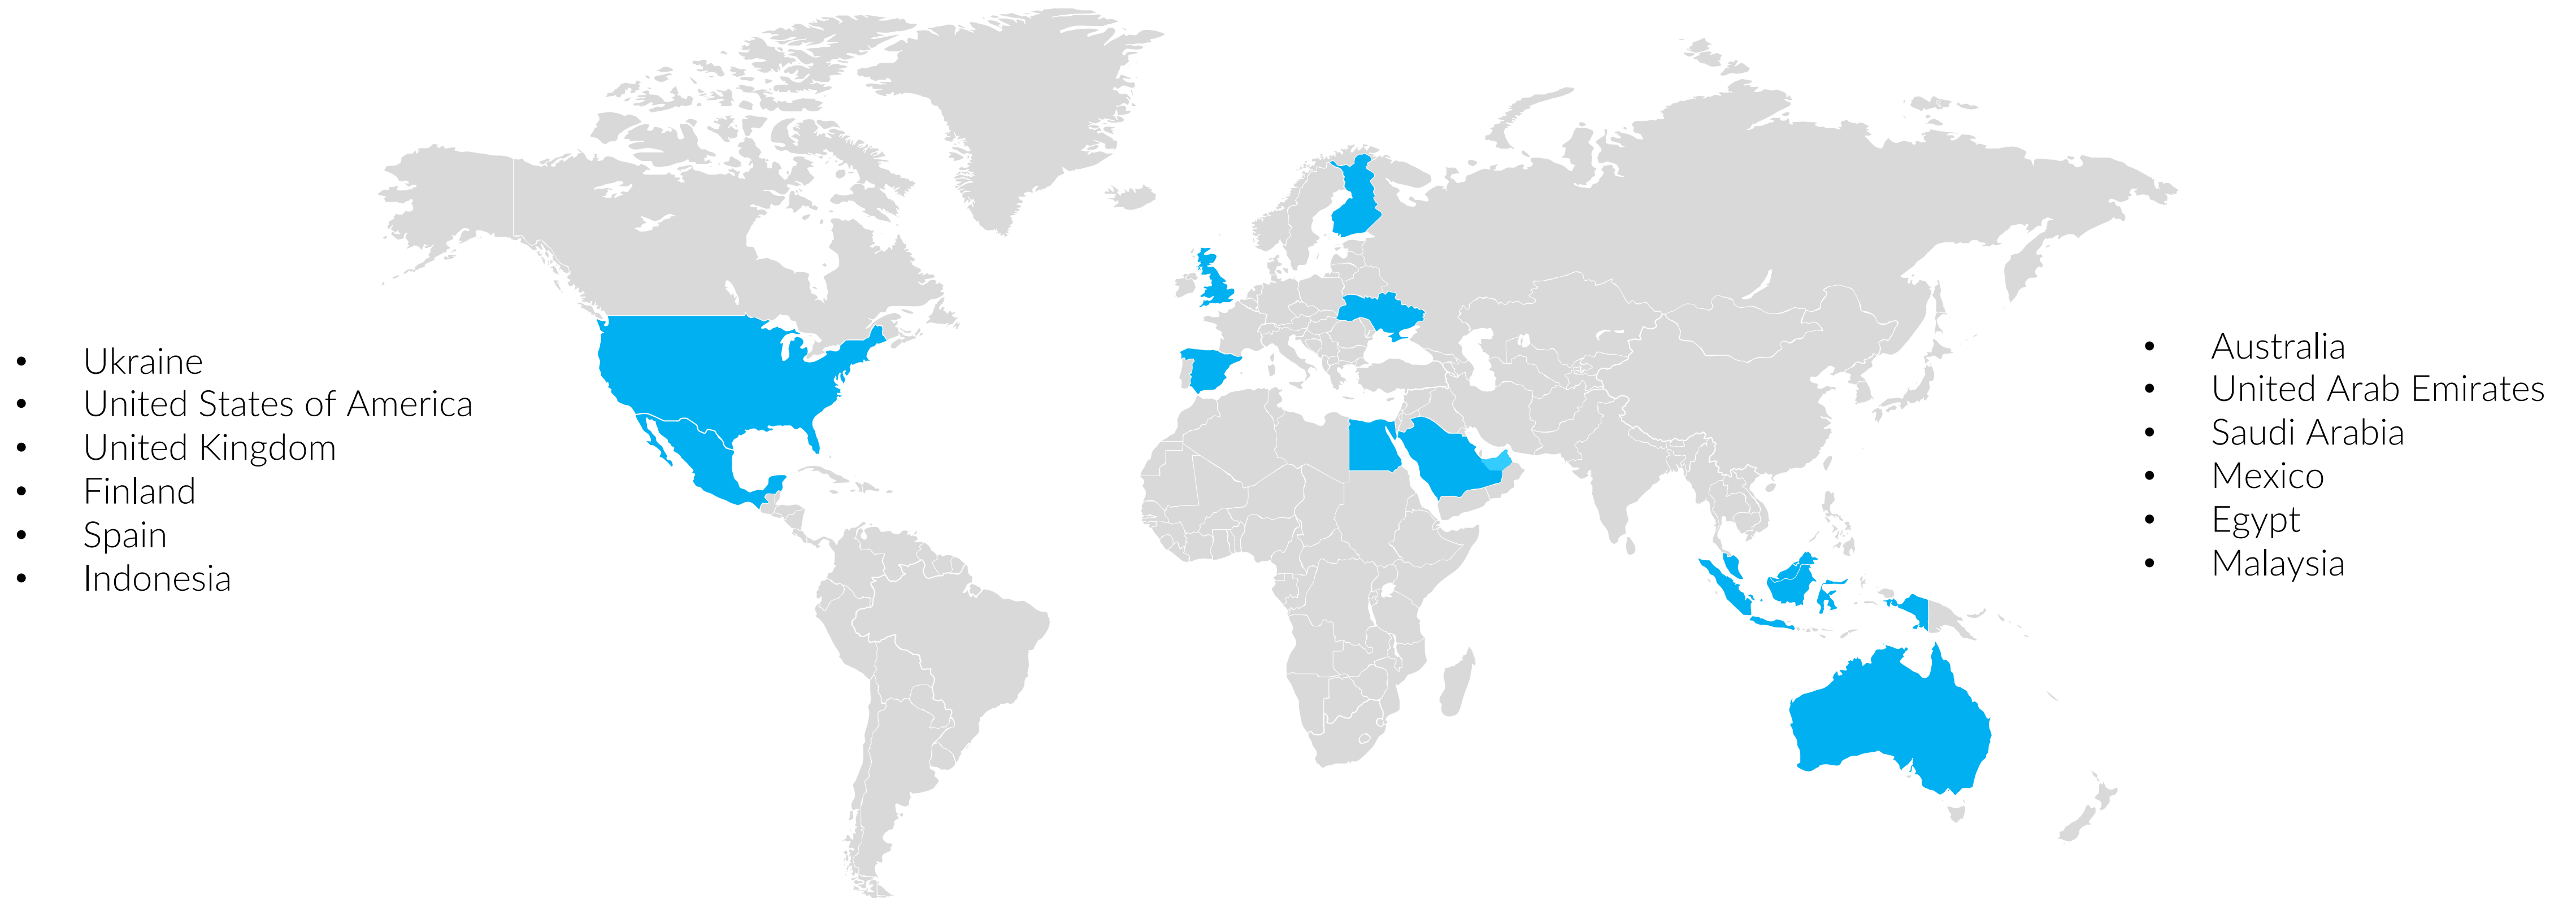 • Ukraine
• United States of America
• United Kingdom
• Finland
• Spain
• Indonesia
• Australia
• United Arab Emirates
• Saudi Arabia
• Mexico
• Egypt
• Malaysia